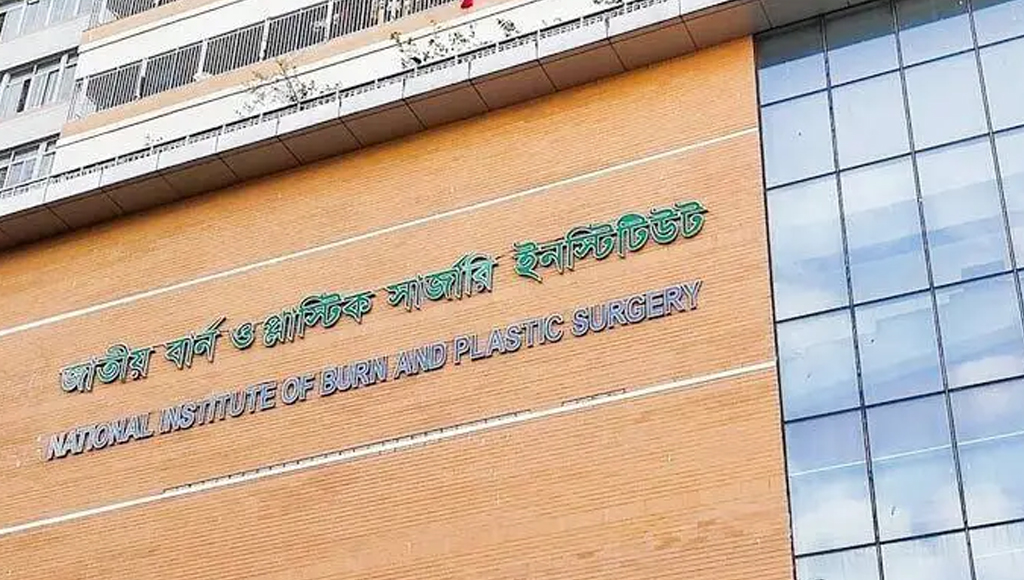 জাতীয় বার্ন ও প্লাস্টিক সার্জারি ইনস্টিটিউট
NATIONAL INSTITUTE OF BURN AND PLASTIC SURGERY